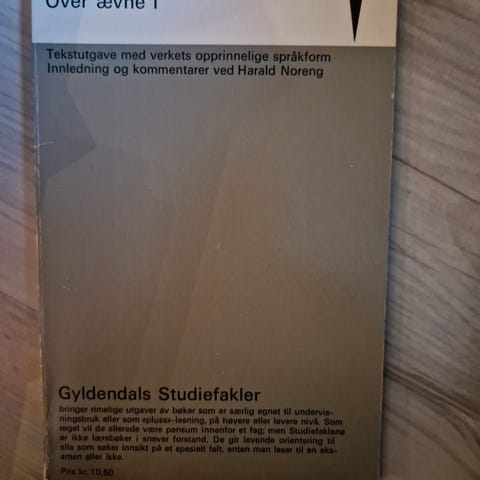 Over ævne I
Tekstutgave med verkets opprinnelige språkform
Innledning og kommentarer ved Harald Noreng
Gyldendals Studiefakler
bringer rimelige utgaver av bøker som er særlig egnet til undervis-
ningsbruk eller som «pluss»-lesning, på høyere eller lavere nivå. Som
regel vil de allerede være pensum innenfor et fag; men Studiefaklene
er ikke lærebøker i snever forstand. De gir levende orientering til
alle som søker innsikt på et spesielt felt, enten man leser til en eks-
amen eller ikke.
Pris kr. 10.50